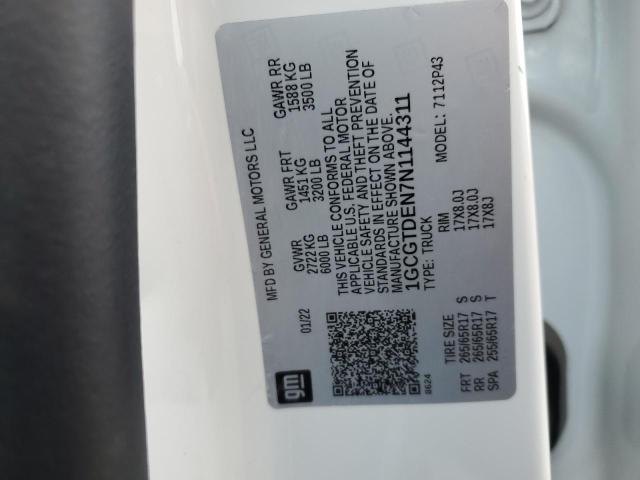 gm
MFD BY GENERAL MOTORS LLC
01/22
GVWR GAWR FRT GAWR RR
2722 KG 1451 KG 1588 KG
6000 LB 3200 LB 3500 LB
THIS VEHICLE CONFORMS TO ALL
APPLICABLE U.S. FEDERAL MOTOR
VEHICLE SAFETY AND THEFT PREVENTION
STANDARDS IN EFFECT ON THE DATE OF
MANUFACTURE SHOWN ABOVE.
1GCGTDEN7N1144311
TYPE: TRUCK MODEL: 7112P43
8624
TIRE SIZE RIM
FRT 265/65R17 S 17X8.0J
RR 265/65R17 S 17X8.0J
SPA 255/65R17 T 17X8J